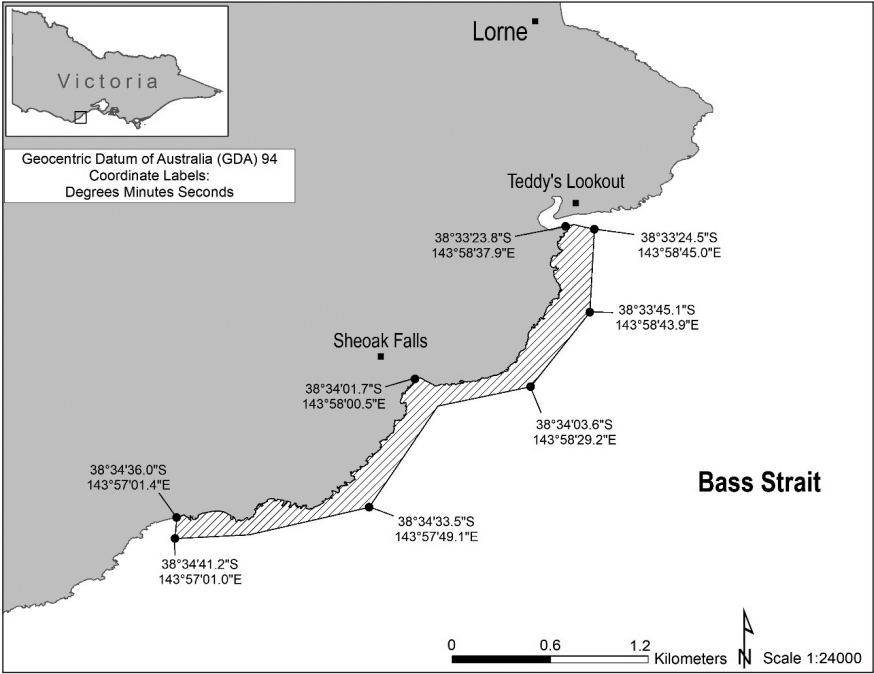 Lorne
Victoria
Geocentric Datum of Australia (GDA) 94
Coordinate Labels:
Degrees Minutes Seconds
Teddy's Lookout
38°33'23.8"S
143°58'37.9"E
38°33'24.5"S
143°58'45.0"E
38°33'45.1"S
143°58'43.9"E
Sheoak Falls
38°34'01.7"S
143°58'00.5"E
38°34'03.6"S
143°58'29.2"E
38°34'36.0"S
143°57'01.4"E
Bass Strait
38°34'33.5"S
143°57'49.1"E
38°34'41.2"S
143°57'01.0"E
0 0.6 1.2
Kilometers N Scale 1:24000